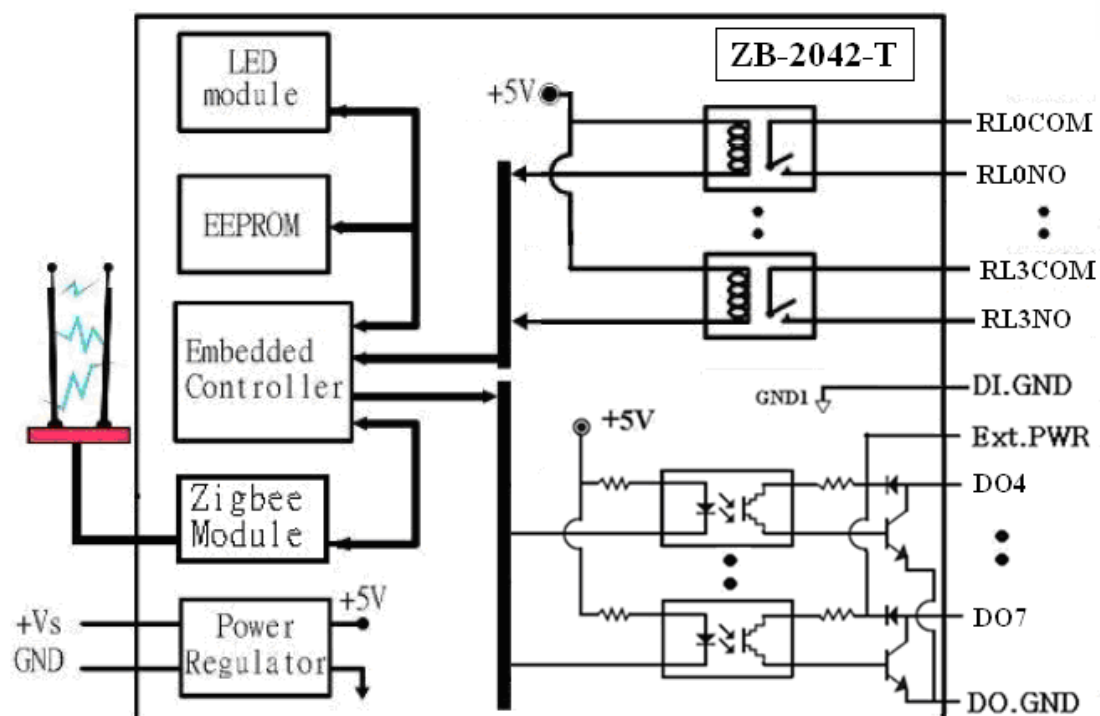 ZB-2042-T
LED
module
EEPROM
Embedded
Controller
Zigbee
Module
+Vs
GND
Power
Regulator
+5V
+5V
RL0COM
RL0NO
RL3COM
RL3NO
GND1
DI.GND
+5V
Ext.PWR
DO4
DO7
DO.GND